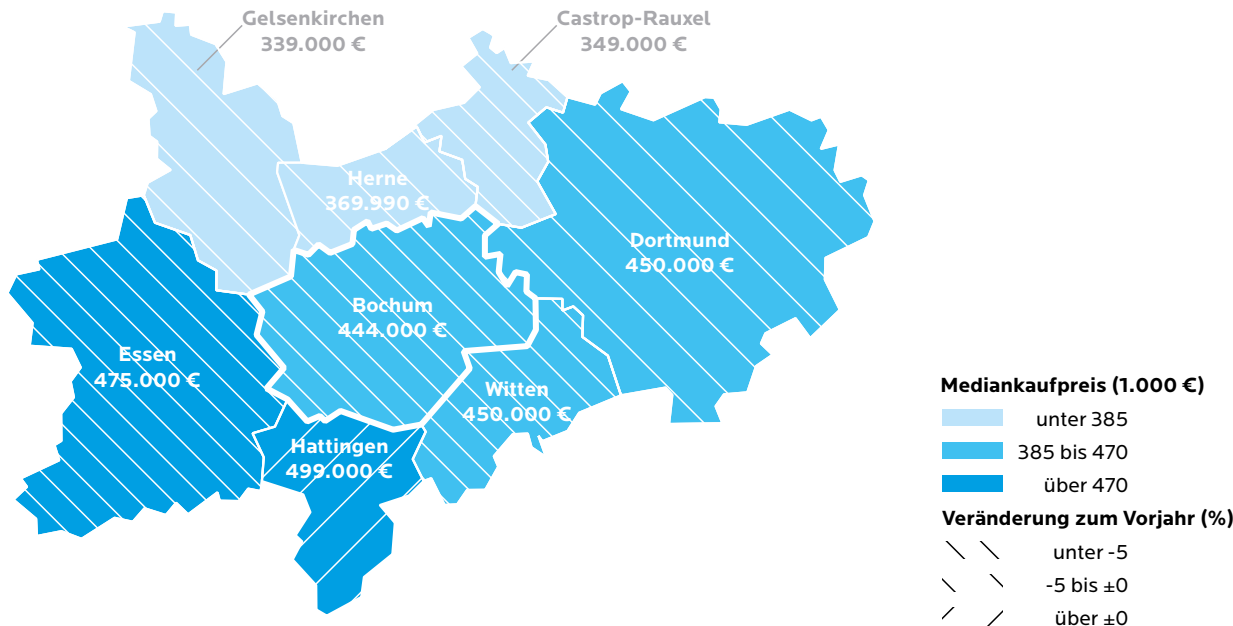 Gelsenkirchen
339.000 €
Castrop-Rauxel
349.000 €
Herne
369.990 €
Dortmund
450.000 €
Bochum
444.000 €
Essen
475.000 €
Witten
450.000 €
Hattingen
499.000 €
Mediankaufpreis (1.000 €)
unter 385
385 bis 470
über 470
Veränderung zum Vorjahr (%)
unter -5
-5 bis ±0
über ±0